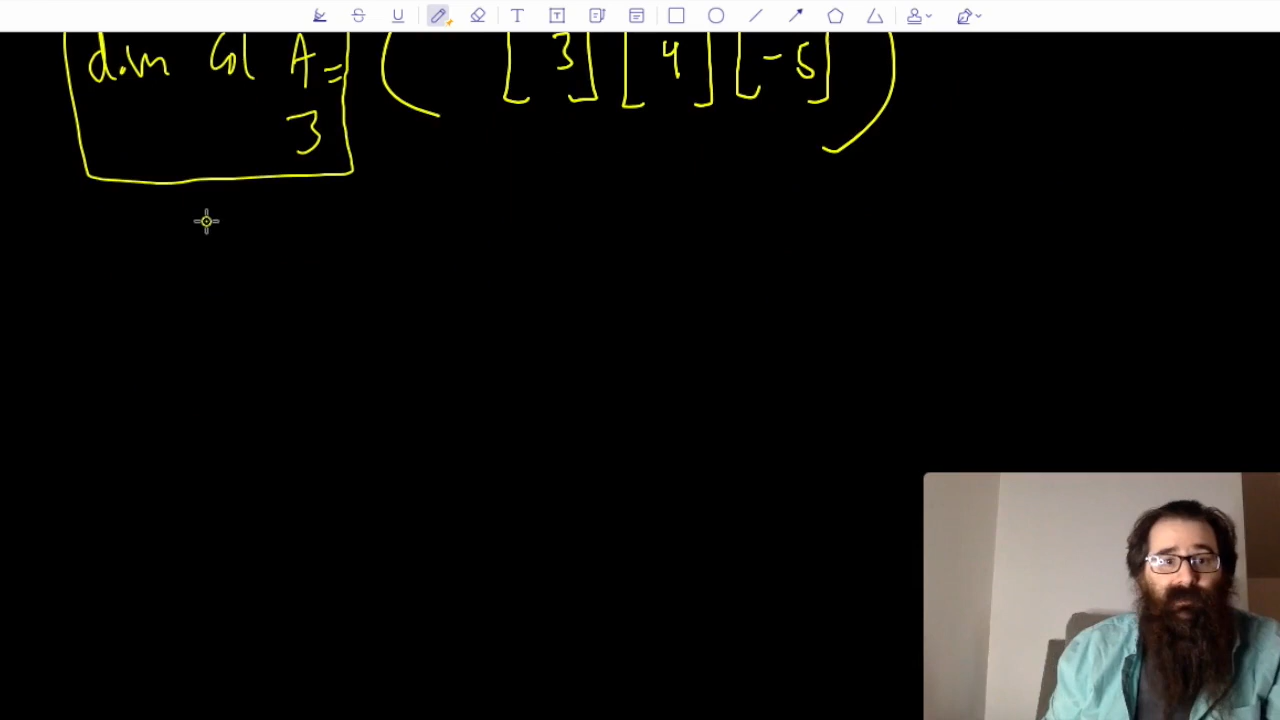 dim Col A =
3
( [ 3 ] [ 4 ] [ -5 ] )